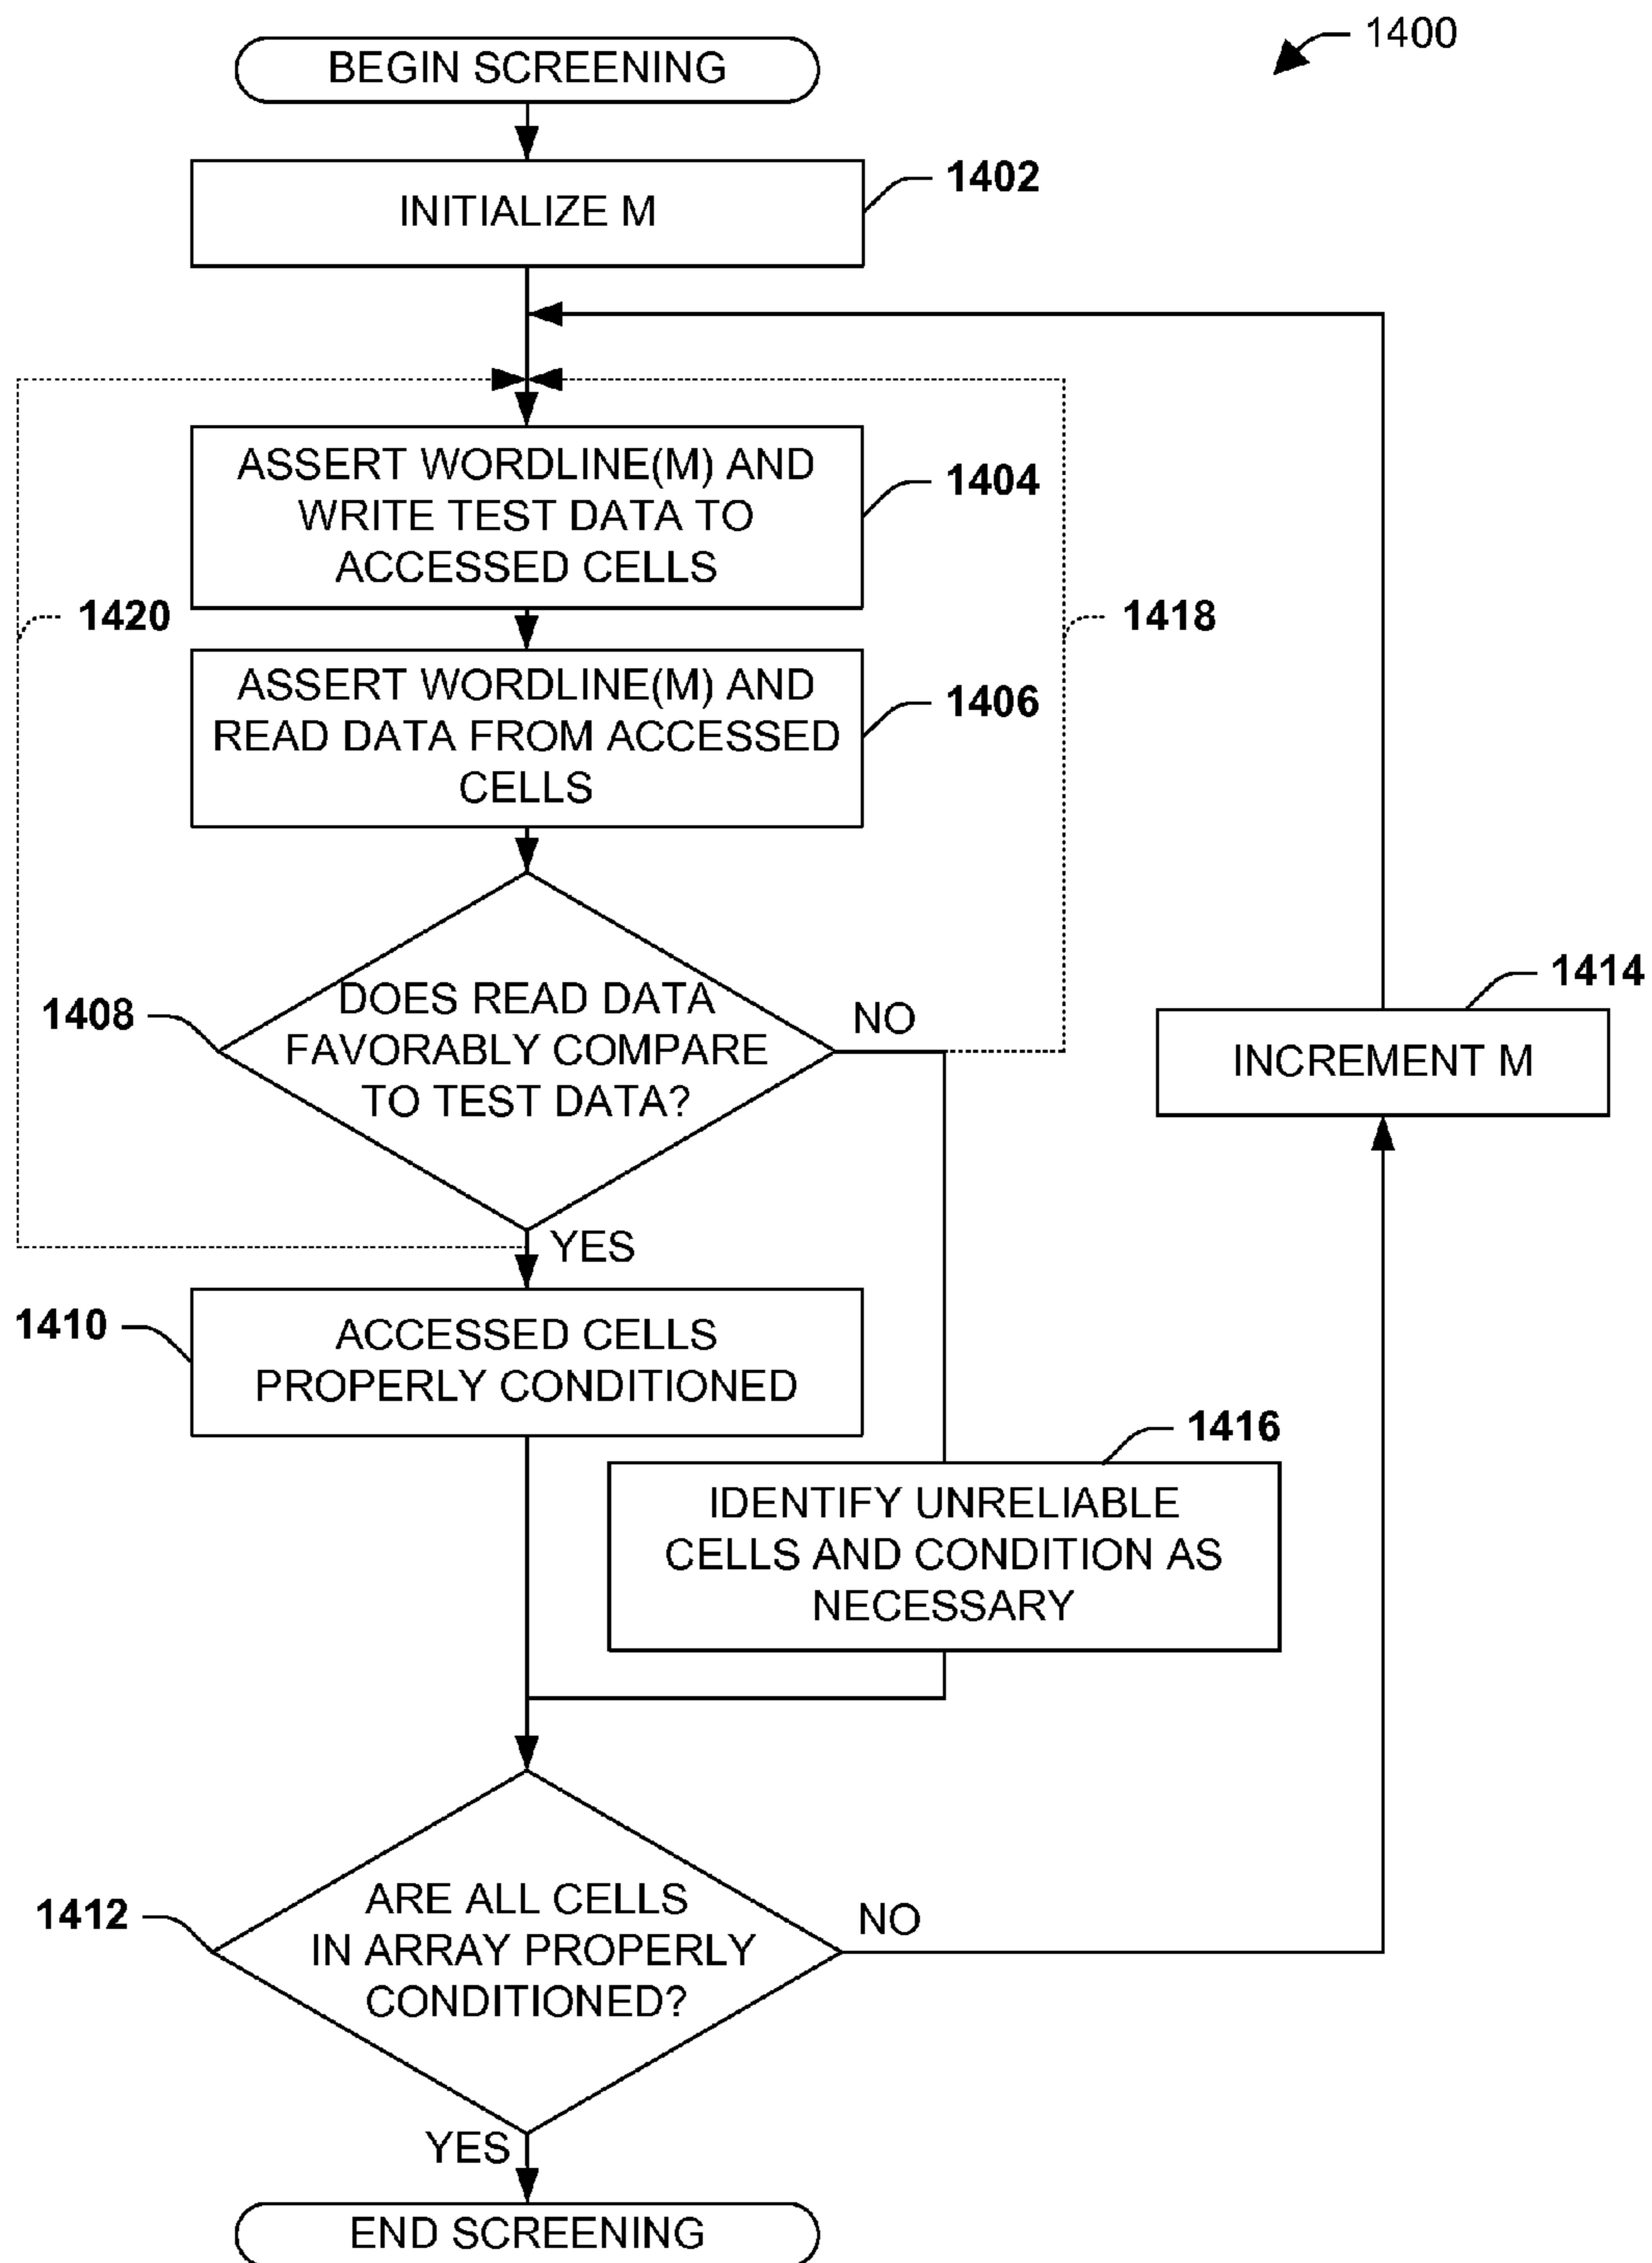 1400
BEGIN SCREENING
1402
INITIALIZE M
ASSERT WORDLINE(M) AND
WRITE TEST DATA TO
ACCESSED CELLS
1404
1420
1418
ASSERT WORDLINE(M) AND
READ DATA FROM ACCESSED
CELLS
1406
DOES READ DATA
FAVORABLY COMPARE
TO TEST DATA?
1408
NO
1414
INCREMENT M
YES
1410
ACCESSED CELLS
PROPERLY CONDITIONED
1416
IDENTIFY UNRELIABLE
CELLS AND CONDITION AS
NECESSARY
1412
ARE ALL CELLS
IN ARRAY PROPERLY
CONDITIONED?
NO
YES
END SCREENING